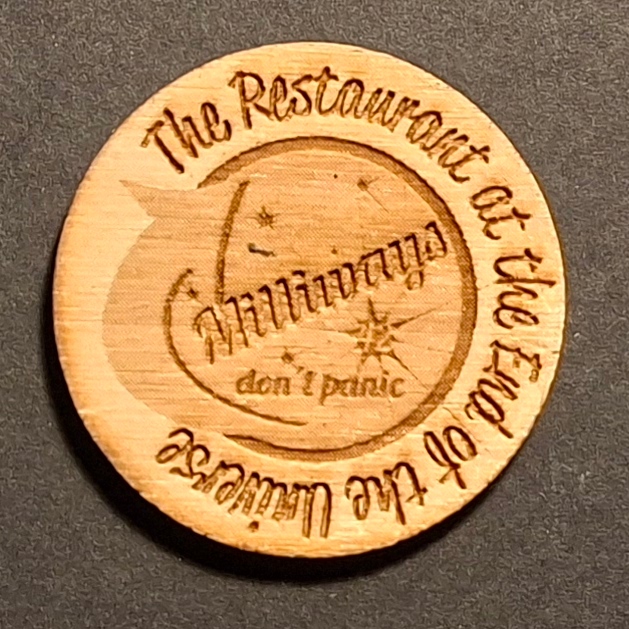 The Restaurant at the End of the Universe
Milliways
don't panic